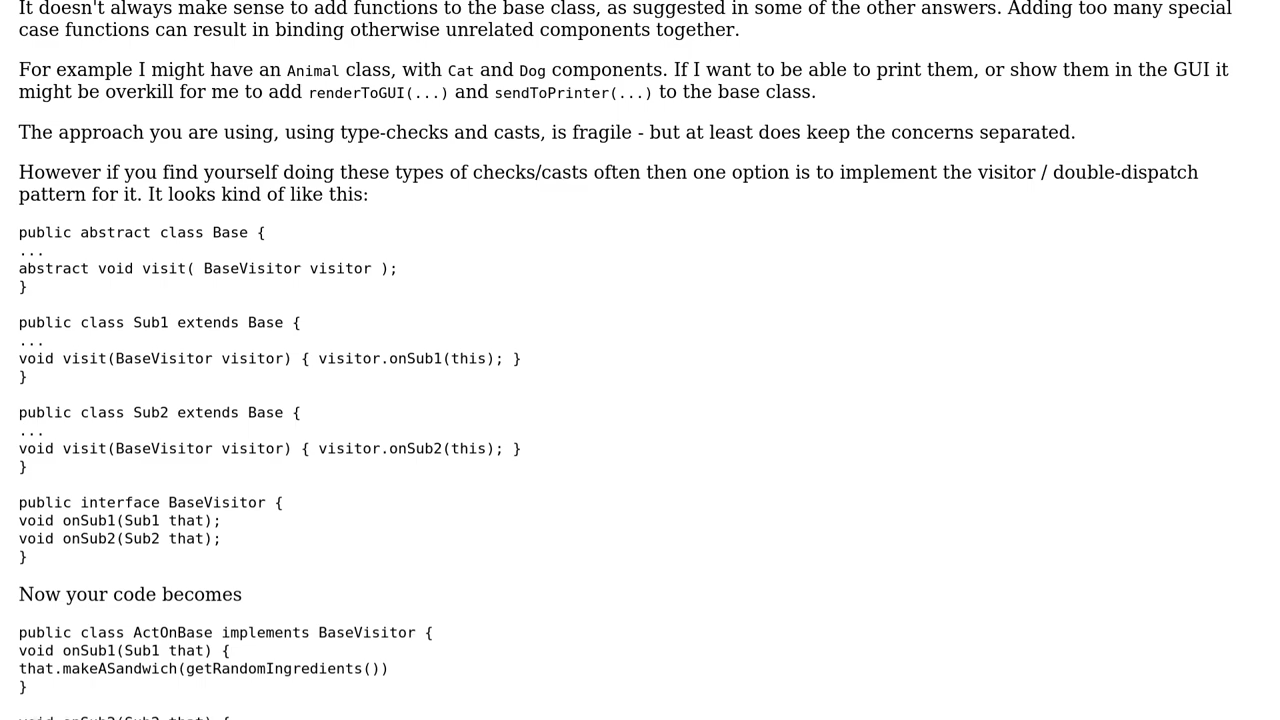 It doesn't always make sense to add functions to the base class, as suggested in some of the other answers. Adding too many special
case functions can result in binding otherwise unrelated components together.
For example I might have an Animal class, with Cat and Dog components. If I want to be able to print them, or show them in the GUI it
might be overkill for me to add renderToGUI(...) and sendToPrinter(...) to the base class.
The approach you are using, using type-checks and casts, is fragile - but at least does keep the concerns separated.
However if you find yourself doing these types of checks/casts often then one option is to implement the visitor / double-dispatch
pattern for it. It looks kind of like this:
public abstract class Base {
...
abstract void visit( BaseVisitor visitor );
}
public class Sub1 extends Base {
...
void visit(BaseVisitor visitor) { visitor.onSub1(this); }
}
public class Sub2 extends Base {
...
void visit(BaseVisitor visitor) { visitor.onSub2(this); }
}
public interface BaseVisitor {
void onSub1(Sub1 that);
void onSub2(Sub2 that);
}
Now your code becomes
public class ActOnBase implements BaseVisitor {
void onSub1(Sub1 that) {
that.makeASandwich(getRandomIngredients())
}
void onSub2(Sub2 that) {